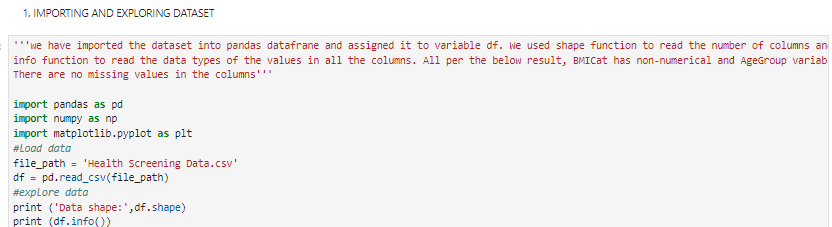 1. IMPORTING AND EXPLORING DATASET
'''we have imported the dataset into pandas datafrane and assigned it to variable df. We used shape function to read the number of columns an
info function to read the data types of the values in all the columns. All per the below result, BMICat has non-numerical and AgeGroup variab
There are no missing values in the columns'''
import pandas as pd
import numpy as np
import matplotlib.pyplot as plt
#Load data
file_path = 'Health Screening Data.csv'
df = pd.read_csv(file_path)
#explore data
print ('Data shape:',df.shape)
print (df.info())